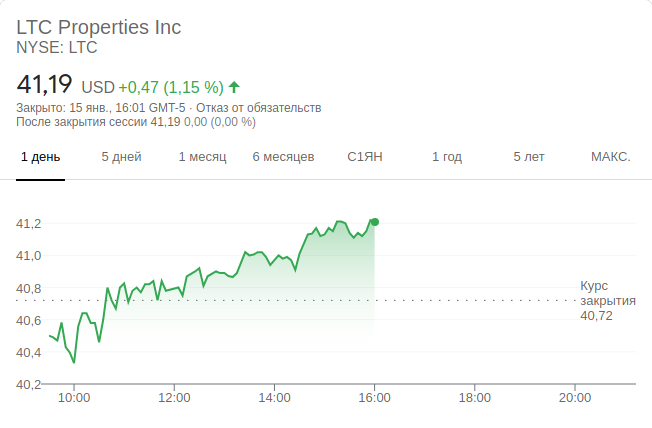 LTC Properties Inc
NYSE: LTC
41,19 USD +0,47 (1,15 %)
Закрыто: 15 янв., 16:01 GMT-5 · Отказ от обязательств
После закрытия сессии 41,19 0,00 (0,00 %)
1 день 5 дней 1 месяц 6 месяцев С1ЯН 1 год 5 лет МАКС.
41,2
41,0
40,8
40,6
40,4
40,2
Курс
закрытия
40,72
10:00 12:00 14:00 16:00 18:00 20:00